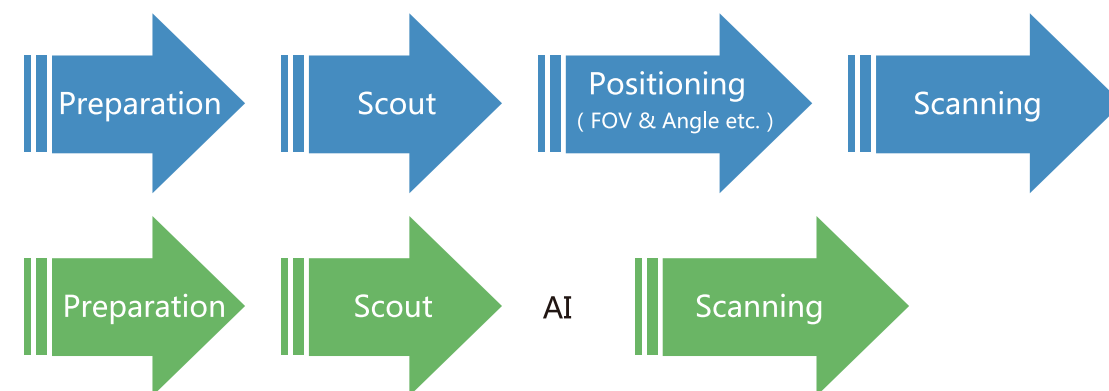 Preparation
Scout
Positioning
( FOV & Angle etc. )
Scanning
Preparation
Scout
AI
Scanning